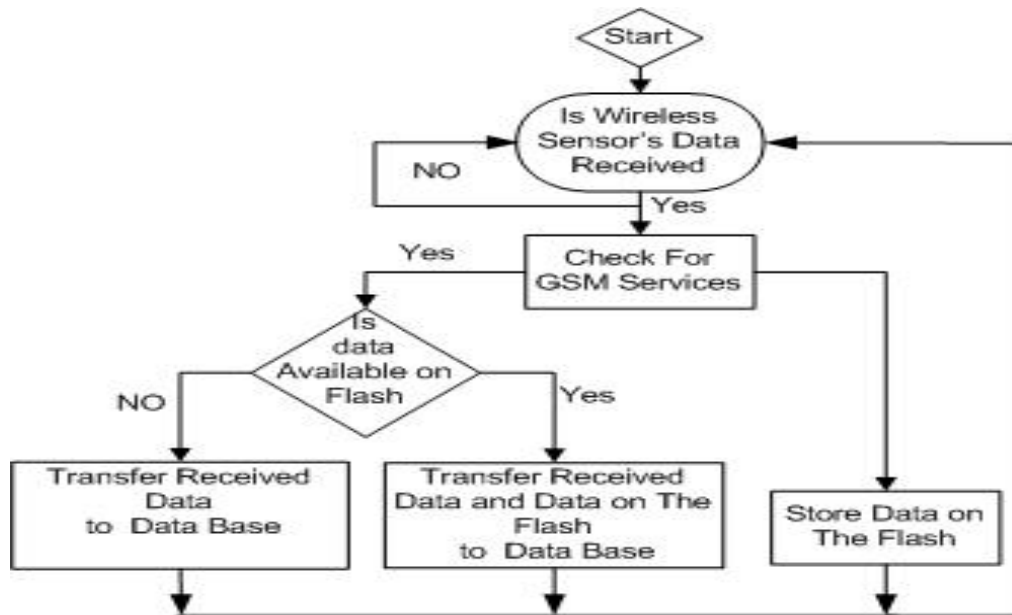 Start
Is Wireless
Sensor's Data
Received
NO
Yes
Check For
GSM Services
Yes
Is
data
Available on
Flash
NO
Yes
Transfer Received
Data
to Data Base
Transfer Received
Data and Data on The
Flash
to Data Base
Store Data on
The Flash